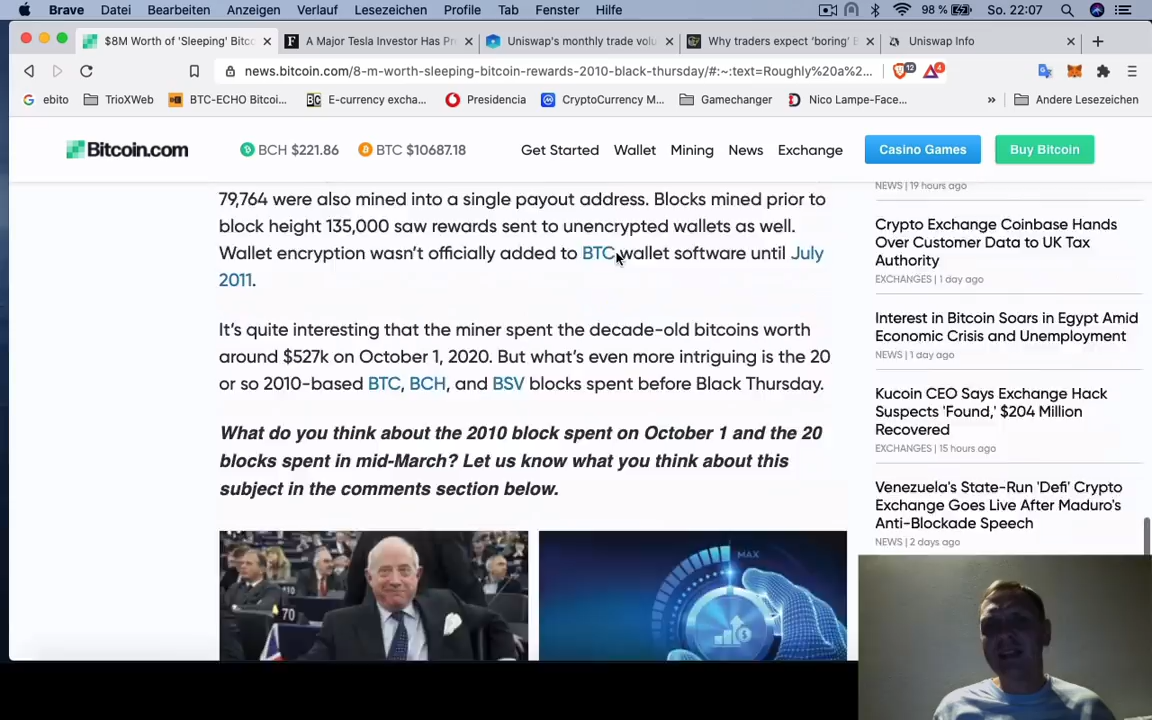 Brave Datei Bearbeiten Anzeigen Verlauf Lesezeichen Profile Tab Fenster Hilfe 98 % So. 22:07
$8M Worth of 'Sleeping' Bitco
A Major Tesla Investor Has Pr
Uniswap's monthly trade volu
Why traders expect 'boring' E
Uniswap Info
news.bitcoin.com/8-m-worth-sleeping-bitcoin-rewards-2010-black-thursday/#:~:text=Roughly%20a%2... 12 4
ebito TrioXWeb BTC-ECHO Bitcoi... E-currency excha... Presidencia CryptoCurrency M... Gamechanger Nico Lampe-Face... » Andere Lesezeichen
Bitcoin.com BCH $221.86 BTC $10687.18 Get Started Wallet Mining News Exchange Casino Games Buy Bitcoin
79,764 were also mined into a single payout address. Blocks mined prior to
block height 135,000 saw rewards sent to unencrypted wallets as well.
Wallet encryption wasn't officially added to BTC wallet software until July
2011.
It's quite interesting that the miner spent the decade-old bitcoins worth
around $527k on October 1, 2020. But what's even more intriguing is the 20
or so 2010-based BTC, BCH, and BSV blocks spent before Black Thursday.
What do you think about the 2010 block spent on October 1 and the 20
blocks spent in mid-March? Let us know what you think about this
subject in the comments section below.
70
MAX
NEWS | 19 hours ago
Crypto Exchange Coinbase Hands
Over Customer Data to UK Tax
Authority
EXCHANGES | 1 day ago
Interest in Bitcoin Soars in Egypt Amid
Economic Crisis and Unemployment
NEWS | 1 day ago
Kucoin CEO Says Exchange Hack
Suspects 'Found,' $204 Million
Recovered
EXCHANGES | 15 hours ago
Venezuela's State-Run 'Defi' Crypto
Exchange Goes Live After Maduro's
Anti-Blockade Speech
NEWS | 2 days ago